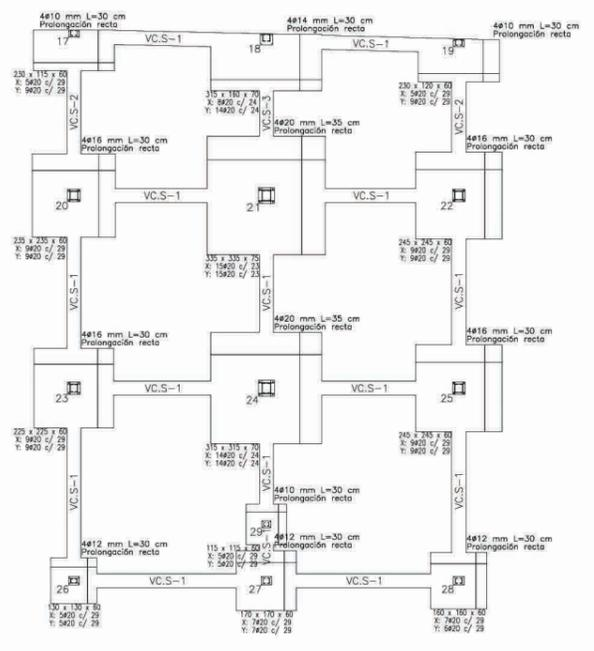 4ø10 mm L=30 cm
Prolongación recta
4ø14 mm L=30 cm
Prolongación recta
4ø10 mm L=30 cm
Prolongación recta
17
VC.S-1
18
VC.S-1
19
230 x 115 x 60
X: 5ø20 c/ 29
Y: 9ø20 c/ 29
315 x 160 x 70
X: 8ø20 c/ 24
Y: 14ø20 c/ 24
230 x 120 x 60
X: 5ø20 c/ 29
Y: 9ø20 c/ 29
VC.S-2
VC.S-3
VC.S-2
4ø16 mm L=30 cm
Prolongación recta
4ø20 mm L=35 cm
Prolongación recta
4ø16 mm L=30 cm
Prolongación recta
20
VC.S-1
21
VC.S-1
22
235 x 235 x 60
X: 9ø20 c/ 29
Y: 9ø20 c/ 29
335 x 335 x 75
X: 15ø20 c/ 23
Y: 15ø20 c/ 23
245 x 245 x 60
X: 9ø20 c/ 29
Y: 9ø20 c/ 29
VC.S-1
VC.S-1
VC.S-1
4ø16 mm L=30 cm
Prolongación recta
4ø20 mm L=35 cm
Prolongación recta
4ø16 mm L=30 cm
Prolongación recta
23
VC.S-1
24
VC.S-1
25
225 x 225 x 60
X: 9ø20 c/ 29
Y: 9ø20 c/ 29
315 x 315 x 70
X: 14ø20 c/ 24
Y: 14ø20 c/ 24
245 x 245 x 60
X: 9ø20 c/ 29
Y: 9ø20 c/ 29
VC.S-1
VC.S-1
VC.S-1
4ø10 mm L=30 cm
Prolongación recta
29
115 x 115 x 60
X: 5ø20 c/ 29
Y: 5ø20 c/ 29
VC.S-1
4ø12 mm L=30 cm
Prolongación recta
4ø12 mm L=30 cm
Prolongación recta
4ø12 mm L=30 cm
Prolongación recta
26
VC.S-1
27
VC.S-1
28
130 x 130 x 60
X: 5ø20 c/ 29
Y: 5ø20 c/ 29
170 x 170 x 60
X: 7ø20 c/ 29
Y: 7ø20 c/ 29
160 x 160 x 60
X: 7ø20 c/ 29
Y: 6ø20 c/ 29